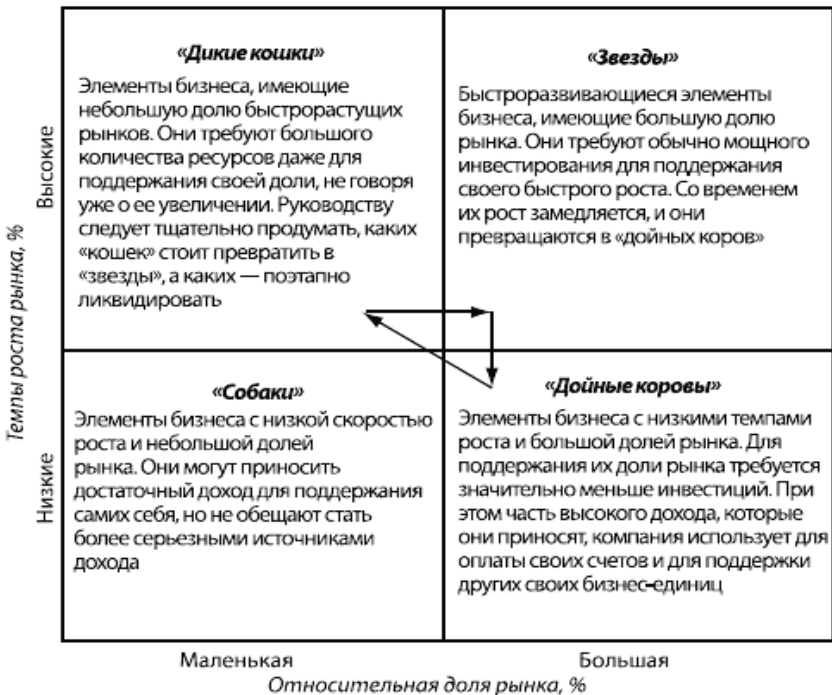 «Дикие кошки»
Элементы бизнеса, имеющие
небольшую долю быстрорастущих
рынков. Они требуют большого
количества ресурсов даже для
поддержания своей доли, не говоря
уже о ее увеличении. Руководству
следует тщательно продумать, каких
«кошек» стоит превратить в
«звезды», а каких — поэтапно
ликвидировать
«Звезды»
Быстроразвивающиеся элементы
бизнеса, имеющие большую долю
рынка. Они требуют обычно мощного
инвестирования для поддержания
своего быстрого роста. Со временем
их рост замедляется, и они
превращаются в «дойных коров»
«Собаки»
Элементы бизнеса с низкой скоростью
роста и небольшой долей
рынка. Они могут приносить
достаточный доход для поддержания
самих себя, но не обещают стать
более серьезными источниками
дохода
«Дойные коровы»
Элементы бизнеса с низкими темпами
роста и большой долей рынка. Для
поддержания их доли рынка требуется
значительно меньше инвестиций. При
этом часть высокого дохода, которые
они приносят, компания использует для
оплаты своих счетов и для поддержки
других своих бизнес-единиц
Темпы роста рынка, %
Высокие
Низкие
Маленькая
Большая
Относительная доля рынка, %